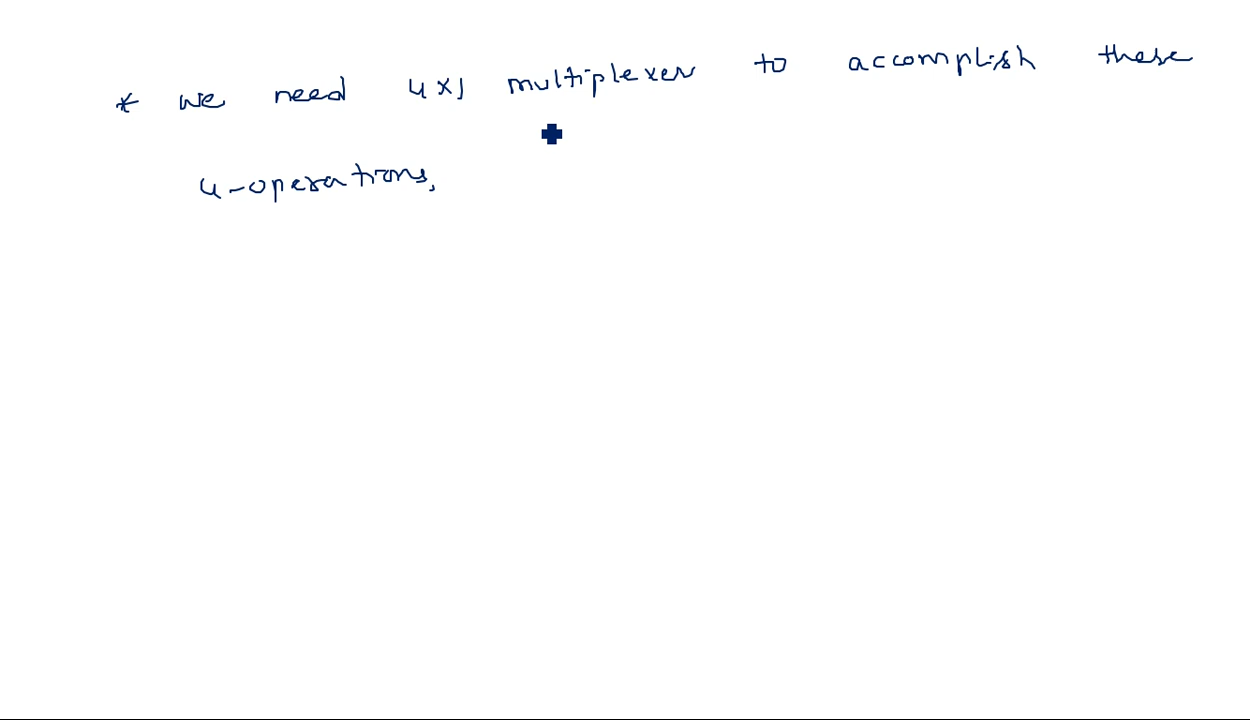 * we need 4x1 multiplexer to accomplish these
4-operations,